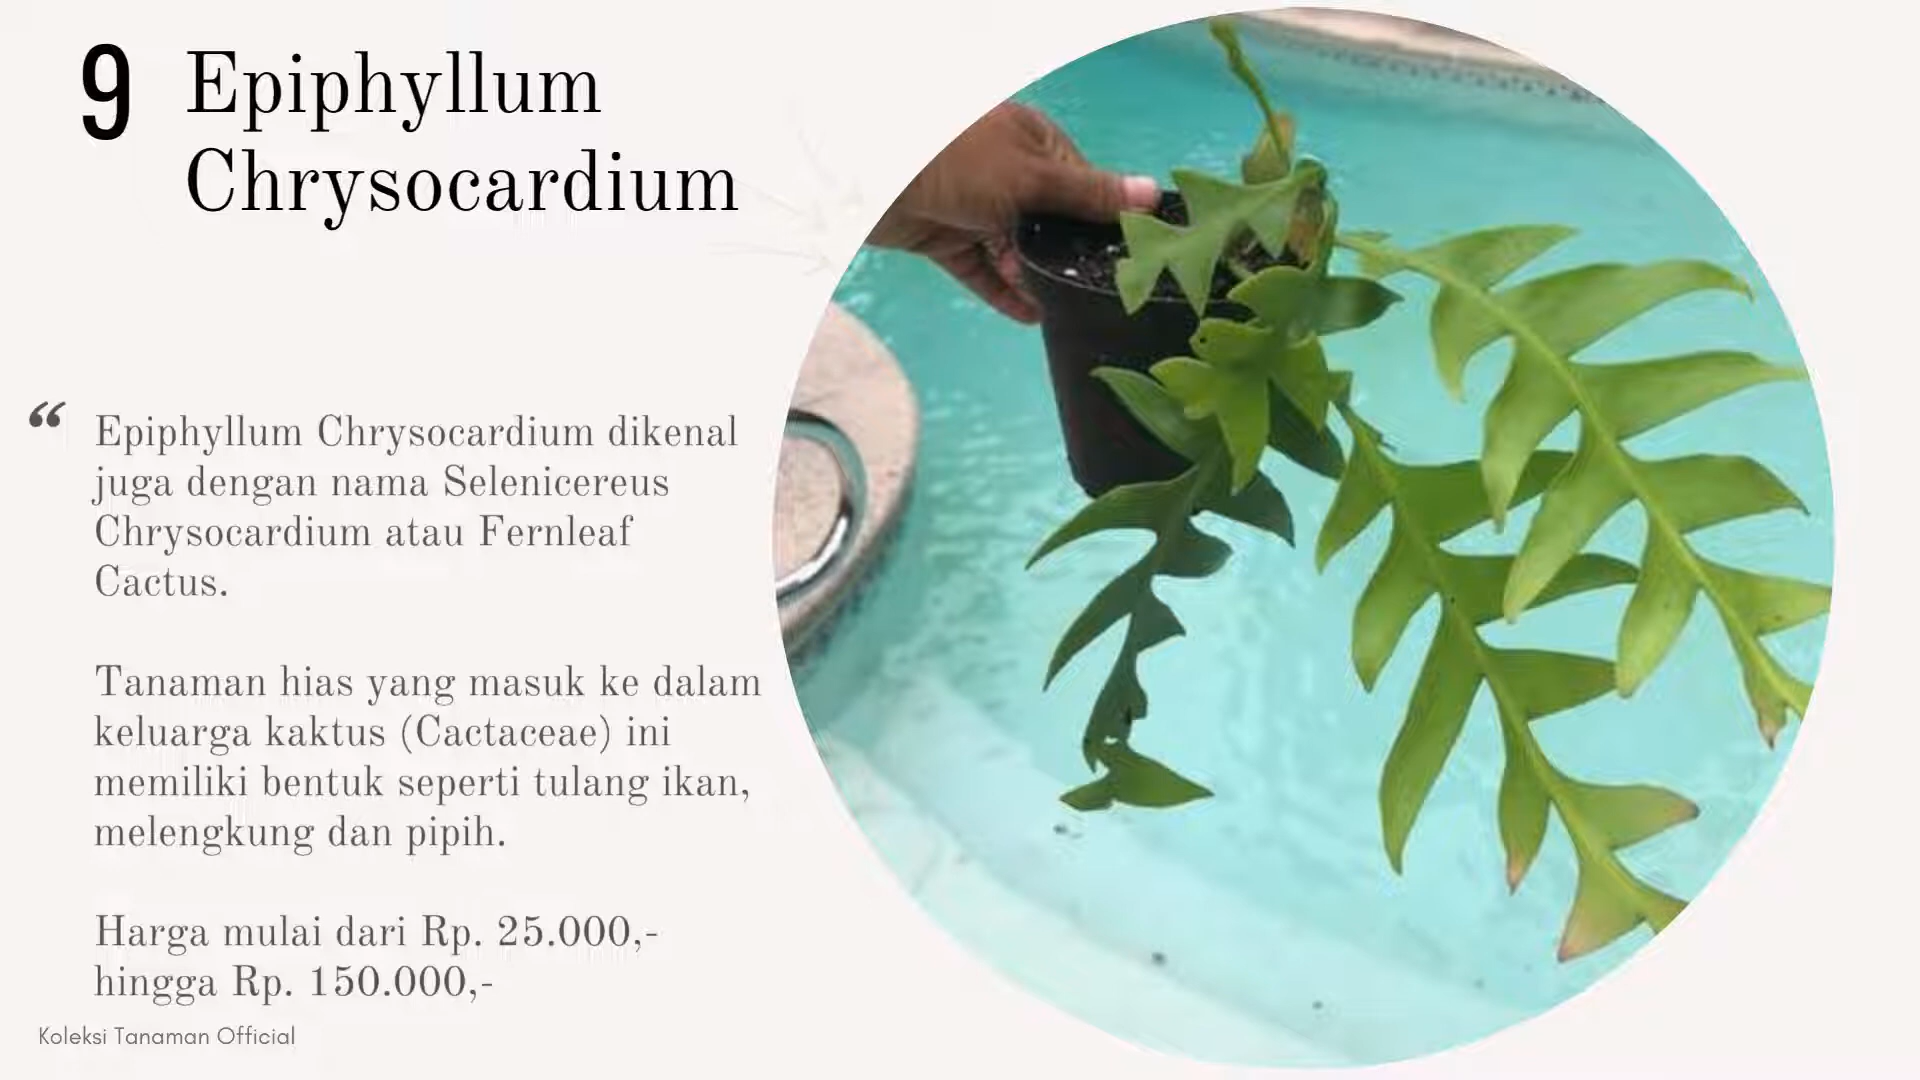 9 Epiphyllum
Chrysocardium
“ Epiphyllum Chrysocardium dikenal
juga dengan nama Selenicereus
Chrysocardium atau Fernleaf
Cactus.
Tanaman hias yang masuk ke dalam
keluarga kaktus (Cactaceae) ini
memiliki bentuk seperti tulang ikan,
melengkung dan pipih.
Harga mulai dari Rp. 25.000,-
hingga Rp. 150.000,-
Koleksi Tanaman Official